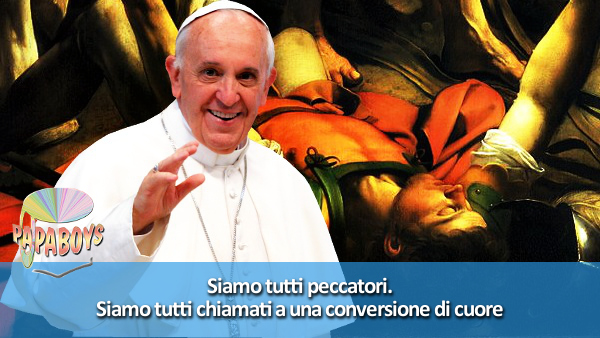 PAPABOYS
Siamo tutti peccatori.
Siamo tutti chiamati a una conversione di cuore